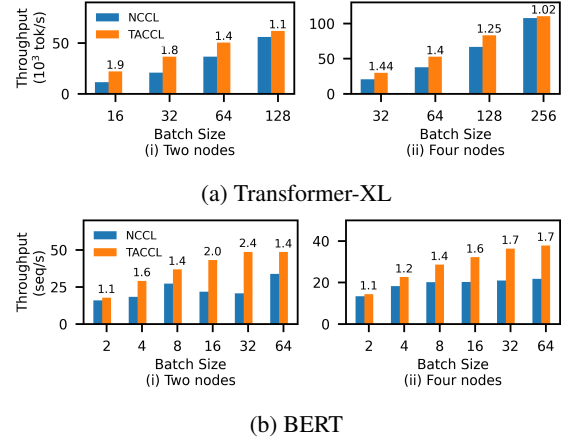 Throughput
(10³ tok/s)
50
0
NCCL
TACCL
1.9
1.8
1.4
1.1
16 32 64 128
Batch Size
(i) Two nodes
100
50
0
1.44
1.4
1.25
1.02
32 64 128 256
Batch Size
(ii) Four nodes
(a) Transformer-XL
Throughput
(seq/s)
50
25
0
NCCL
TACCL
1.1
1.6
1.4
2.0
2.4
1.4
2 4 8 16 32 64
Batch Size
(i) Two nodes
40
20
0
1.1
1.2
1.4
1.6
1.7
1.7
2 4 8 16 32 64
Batch Size
(ii) Four nodes
(b) BERT